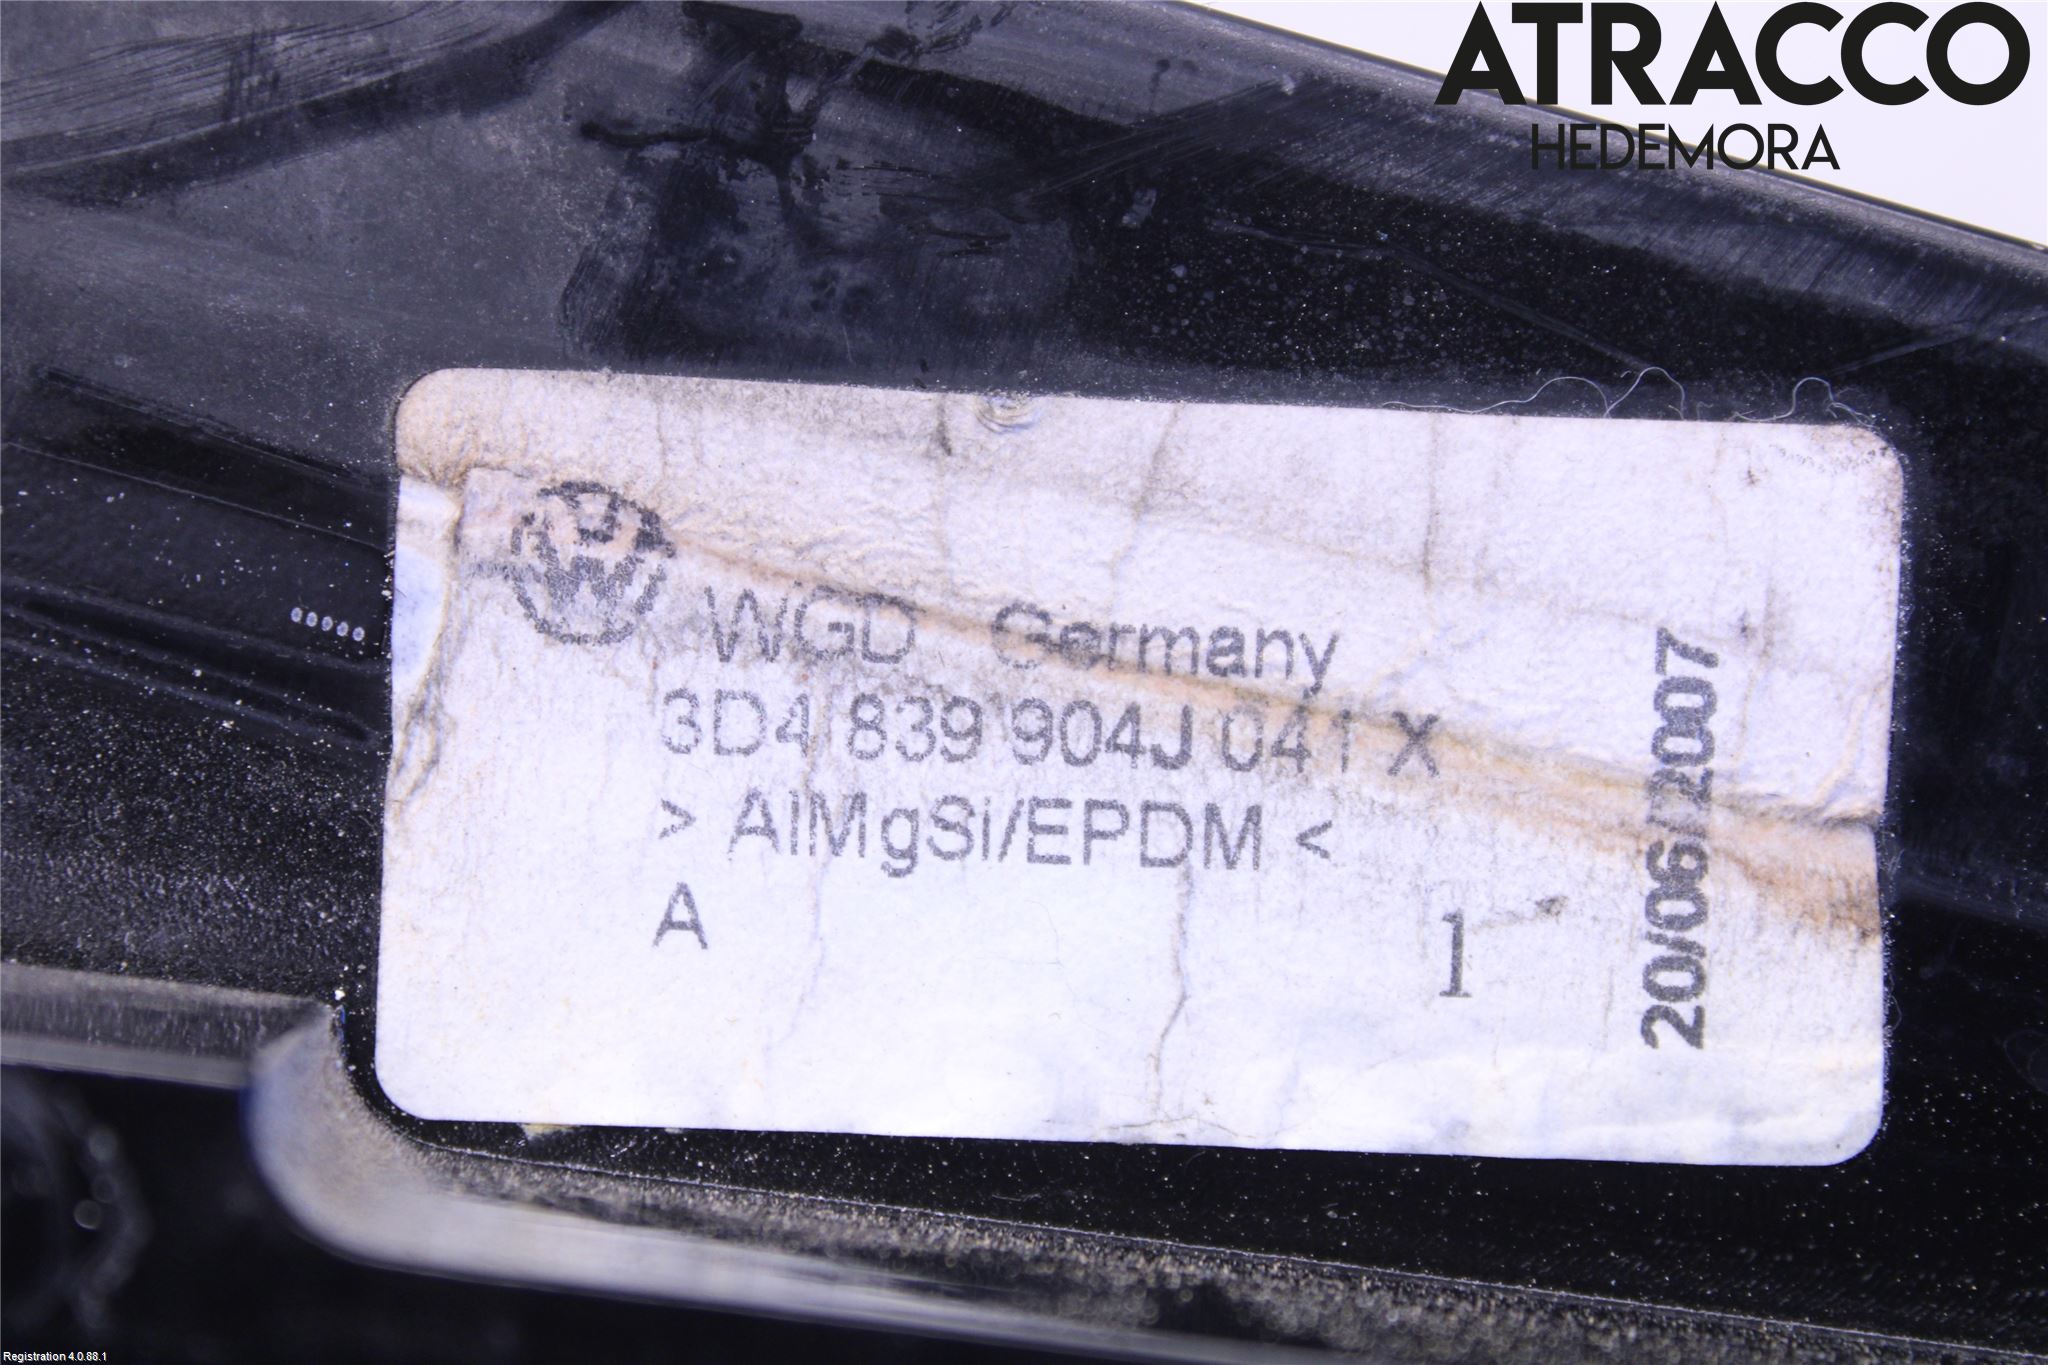 ATRACCO
HEDEMORA
WGD Germany
3D4 839 904J 041 X
> AlMgSi/EPDM <
A 1
20/06/2007
Registration 4.0.88.1